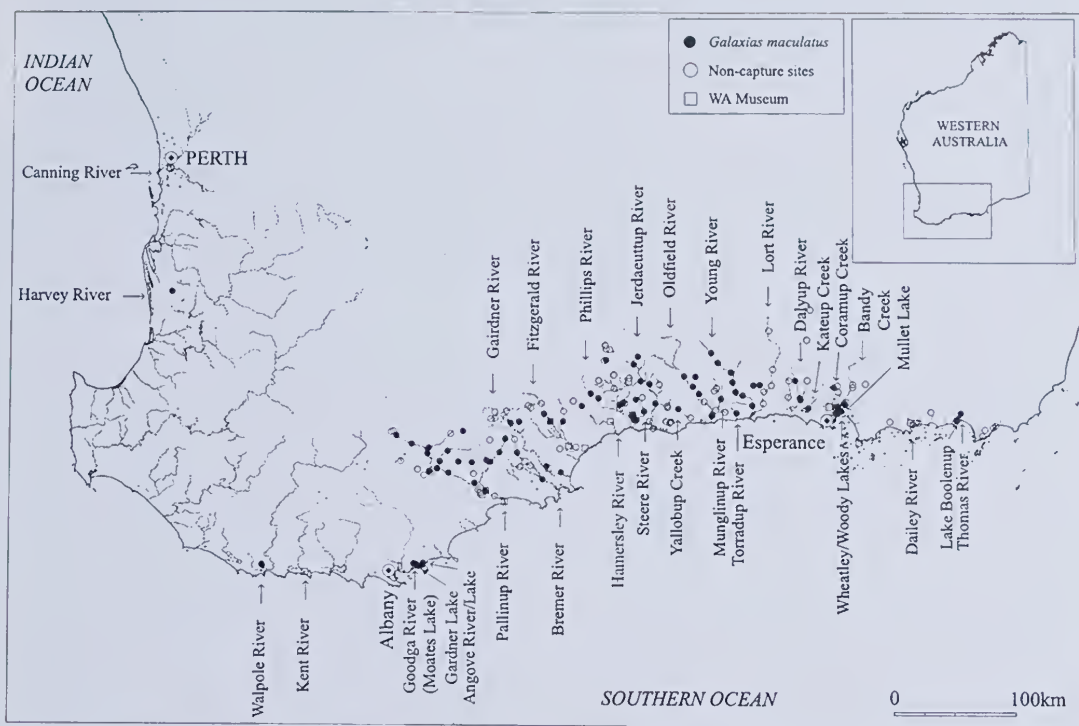 INDIAN
OCEAN
Galaxias maculatus
Non-capture sites
WA Museum
WESTERN
AUSTRALIA
PERTH
Canning River
Harvey River
Gairdner River
Fitzgerald River
Phillips River
Jerdacuttup River
Oldfield River
Young River
Lort River
Dalyup River
Kateup Creek
Coramup Creek
Bandy
Creek
Mullet Lake
Esperance
Walpole River
Kent River
Albany
Goodga River
(Moates Lake)
Gardner Lake
Angove River/Lake
Pallinup River
Bremer River
Hamersley River
Steere River
Yallobup Creek
Munglinup River
Torradup River
Wheatley/Woody Lakes
Dailey River
Lake Boolenup
Thomas River
SOUTHERN OCEAN
0 100km